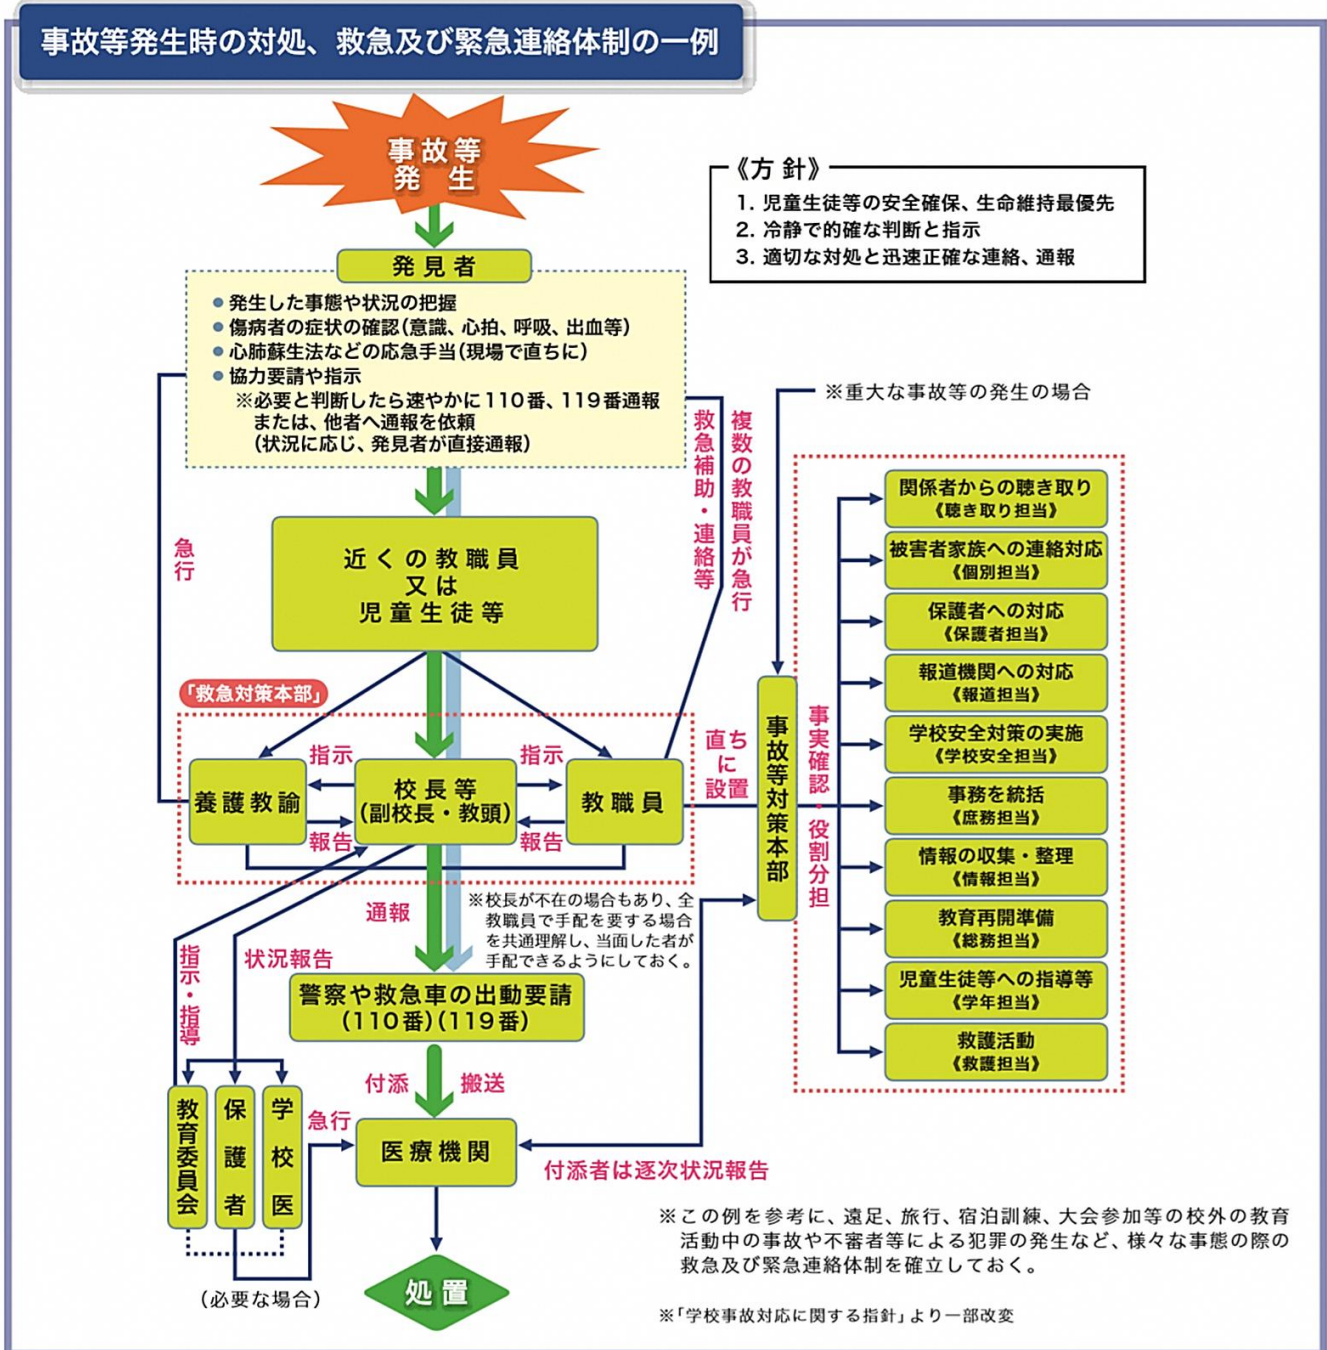 事故等発生時の対処、救急及び緊急連絡体制の一例
事故等
発 生
《方 針》
1. 児童生徒等の安全確保、生命維持最優先
2. 冷静で的確な判断と指示
3. 適切な対処と迅速正確な連絡、通報
発見者
● 発生した事態や状況の把握
● 傷病者の症状の確認(意識、心拍、呼吸、出血等)
● 心肺蘇生法などの応急手当(現場で直ちに)
● 協力要請や指示
※必要と判断したら速やかに110番、119番通報
または、他者へ通報を依頼
(状況に応じ、発見者が直接通報)
急行
救急補助・連絡等
複数の教職員が急行
※重大な事故等の発生の場合
近くの教職員
又は
児童生徒等
「救急対策本部」
養護教諭
指示
報告
校長等
(副校長・教頭)
指示
報告
教職員
直ち
に
設置
事故等対策本部
事実確認・役割分担
関係者からの聴き取り
《聴き取り担当》
被害者家族への連絡対応
《個別担当》
保護者への対応
《保護者担当》
報道機関への対応
《報道担当》
学校安全対策の実施
《学校安全担当》
事務を統括
《庶務担当》
情報の収集・整理
《情報担当》
教育再開準備
《総務担当》
児童生徒等への指導等
《学年担当》
救護活動
《救護担当》
通報
※校長が不在の場合もあり、全
教職員で手配を要する場合
を共通理解し、当面した者が
手配できるようにしておく。
指示・指導
状況報告
警察や救急車の出動要請
(110番)(119番)
付添
搬送
教育委員会
保護者
学校医
急行
医療機関
付添者は逐次状況報告
(必要な場合)
処置
※この例を参考に、遠足、旅行、宿泊訓練、大会参加等の校外の教育
活動中の事故や不審者等による犯罪の発生など、様々な事態の際の
救急及び緊急連絡体制を確立しておく。
※「学校事故対応に関する指針」より一部改変